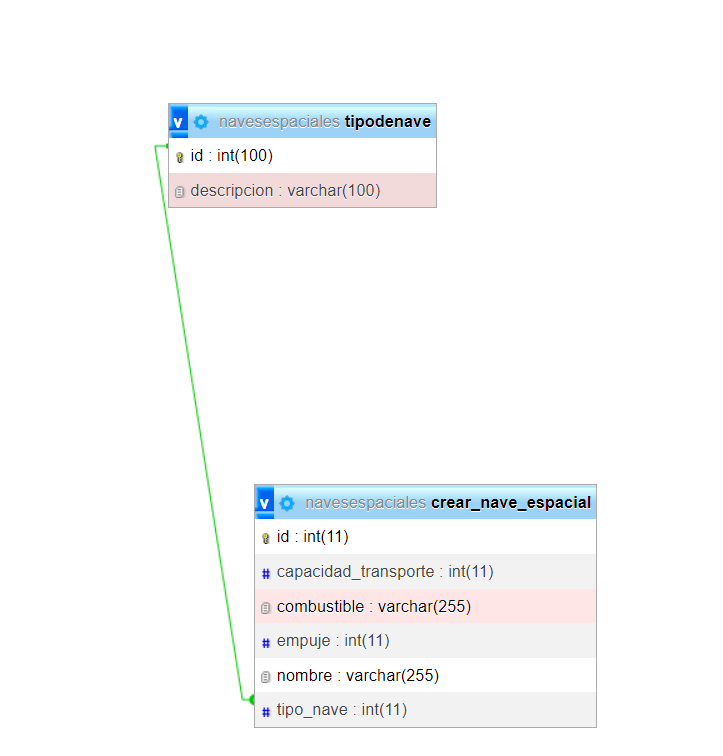 v navesespaciales tipodenave
id : int(100)
descripcion : varchar(100)
v navesespaciales crear_nave_espacial
id : int(11)
# capacidad_transporte : int(11)
combustible : varchar(255)
# empuje : int(11)
nombre : varchar(255)
# tipo_nave : int(11)